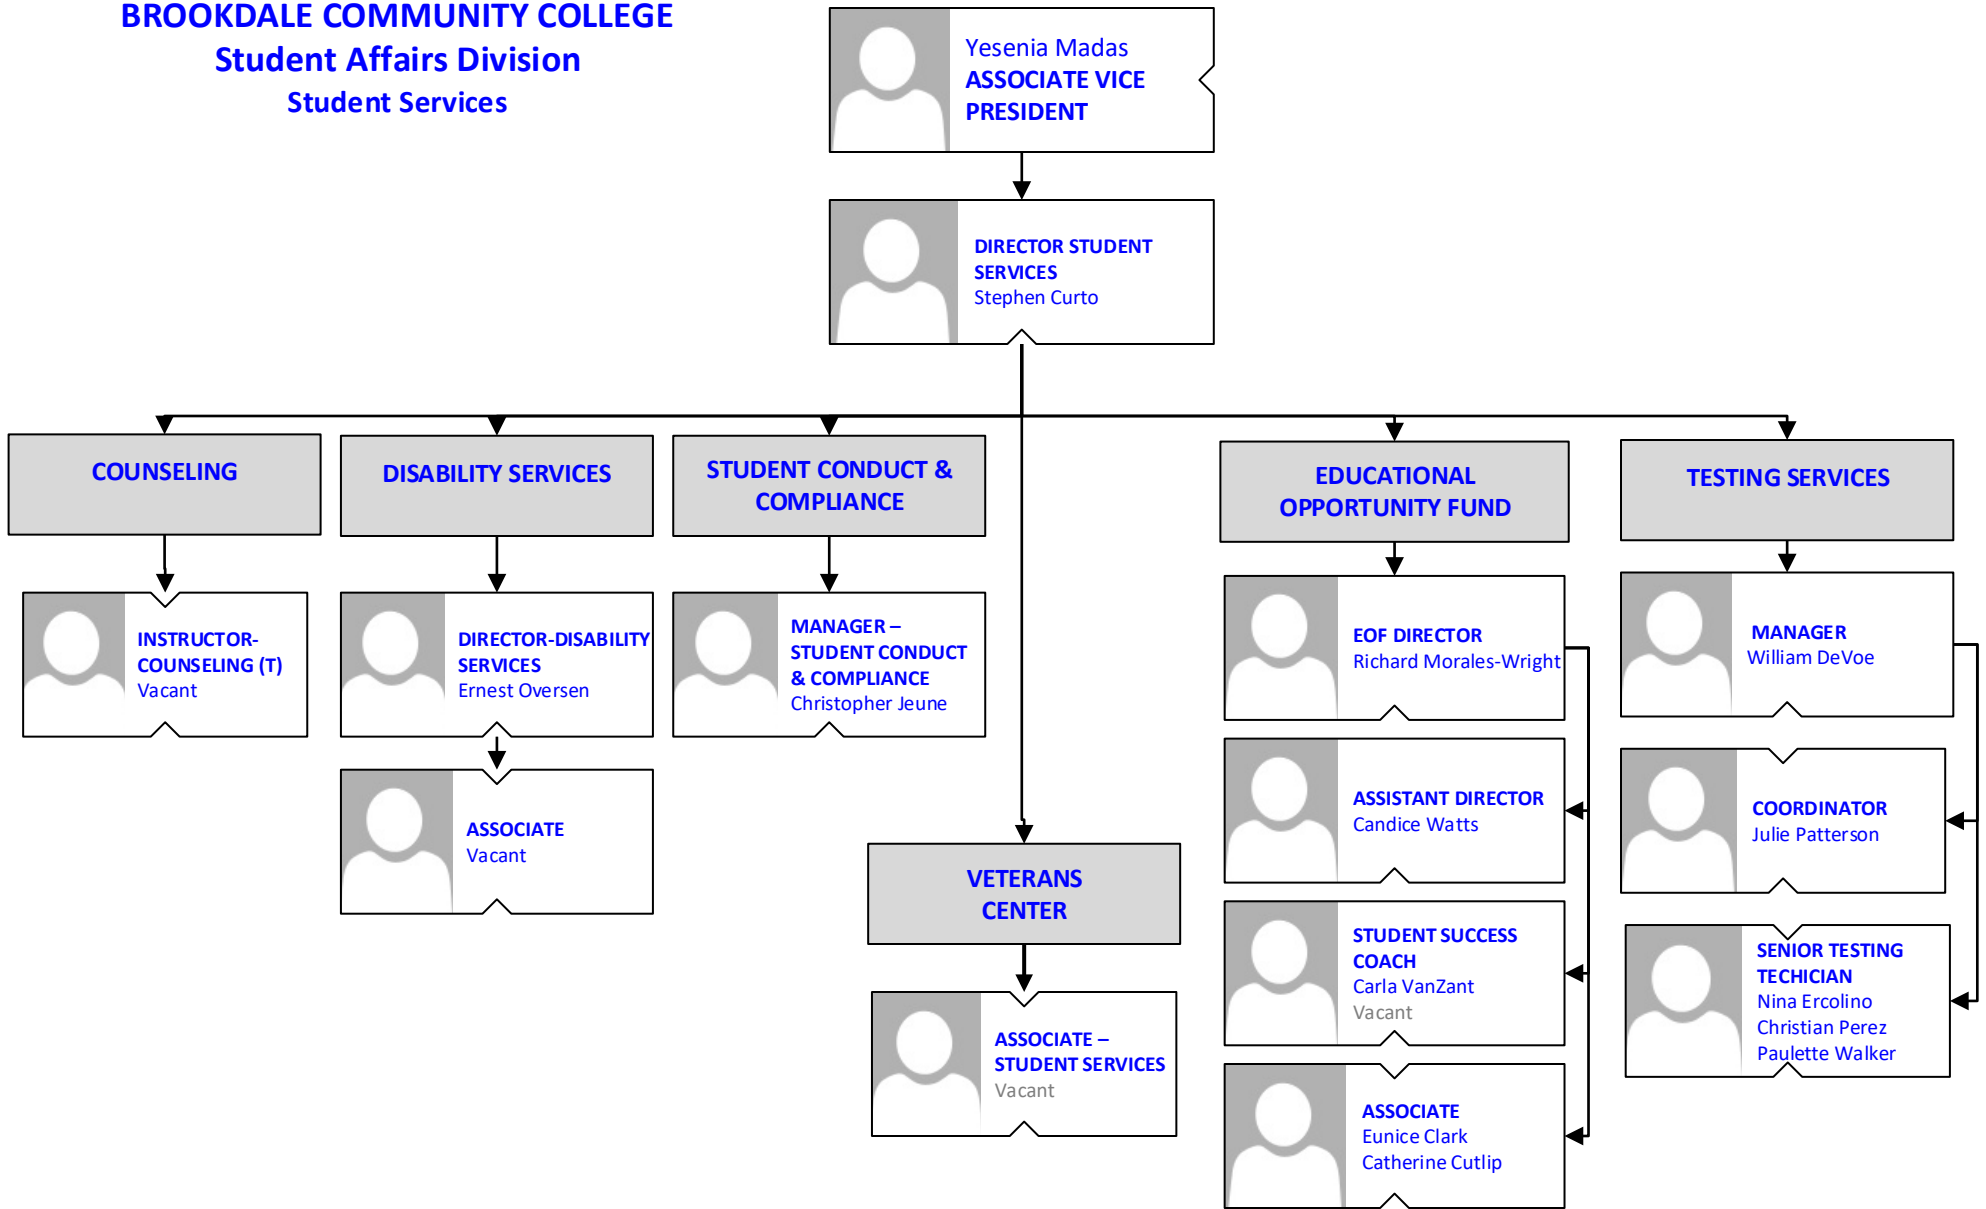 BROOKDALE COMMUNITY COLLEGE
Student Affairs Division
Student Services
Yesenia Madas
ASSOCIATE VICE
PRESIDENT
DIRECTOR STUDENT
SERVICES
Stephen Curto
COUNSELING
INSTRUCTOR-
COUNSELING (T)
Vacant
DISABILITY SERVICES
DIRECTOR-DISABILITY
SERVICES
Ernest Oversen
ASSOCIATE
Vacant
STUDENT CONDUCT &
COMPLIANCE
MANAGER –
STUDENT CONDUCT
& COMPLIANCE
Christopher Jeune
VETERANS
CENTER
ASSOCIATE –
STUDENT SERVICES
Vacant
EDUCATIONAL
OPPORTUNITY FUND
EOF DIRECTOR
Richard Morales-Wright
ASSISTANT DIRECTOR
Candice Watts
STUDENT SUCCESS
COACH
Carla VanZant
Vacant
ASSOCIATE
Eunice Clark
Catherine Cutlip
TESTING SERVICES
MANAGER
William DeVoe
COORDINATOR
Julie Patterson
SENIOR TESTING
TECHICIAN
Nina Ercolino
Christian Perez
Paulette Walker